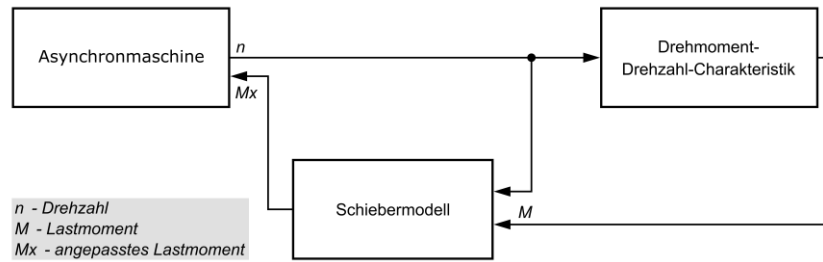 Asynchronmaschine
n
Drehmoment-
Drehzahl-Charakteristik
Mx
Schiebermodell
M
n - Drehzahl
M - Lastmoment
Mx - angepasstes Lastmoment